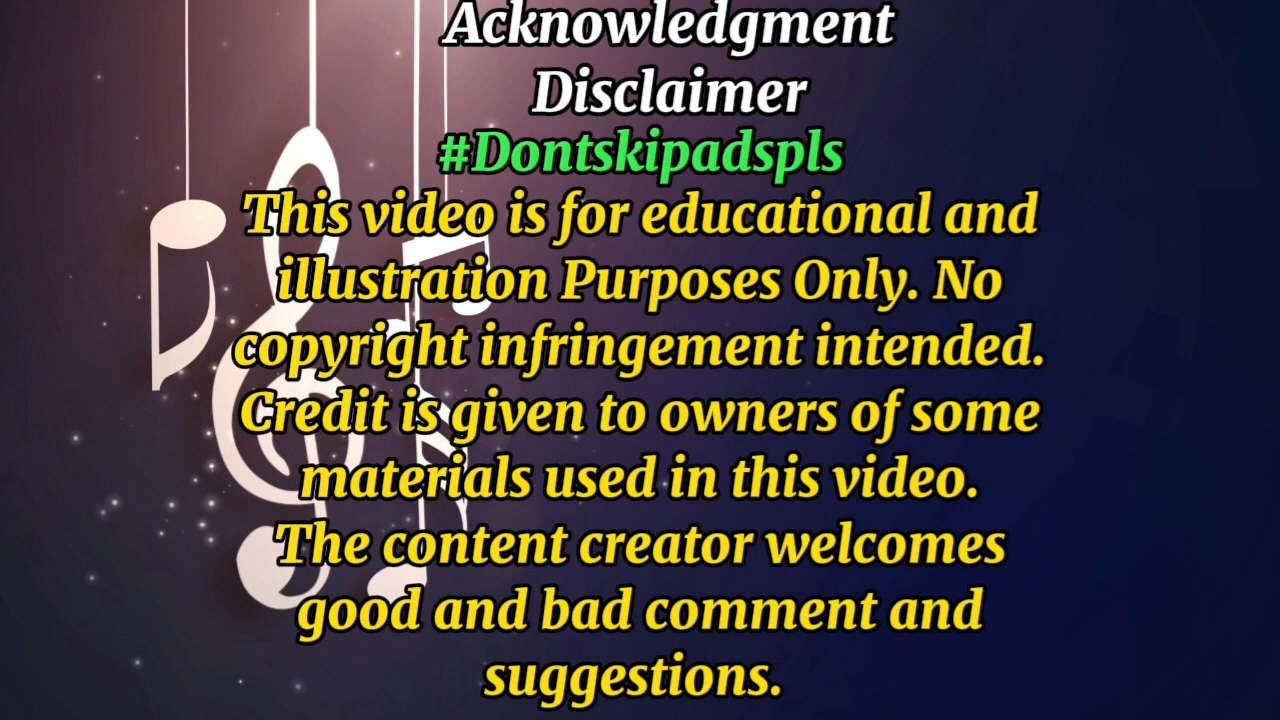 Acknowledgment
Disclaimer
#Dontskipadspls
This video is for educational and
illustration Purposes Only. No
copyright infringement intended.
Credit is given to owners of some
materials used in this video.
The content creator welcomes
good and bad comment and
suggestions.